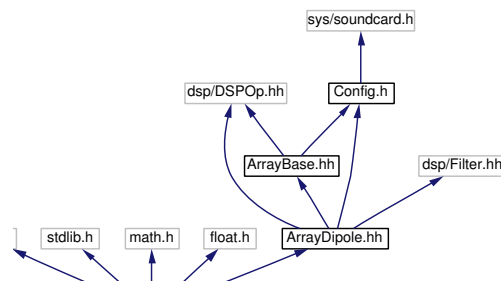 sys/soundcard.h
dsp/DSPOp.hh
Config.h
ArrayBase.hh
dsp/Filter.hh
stdlib.h
math.h
float.h
ArrayDipole.hh